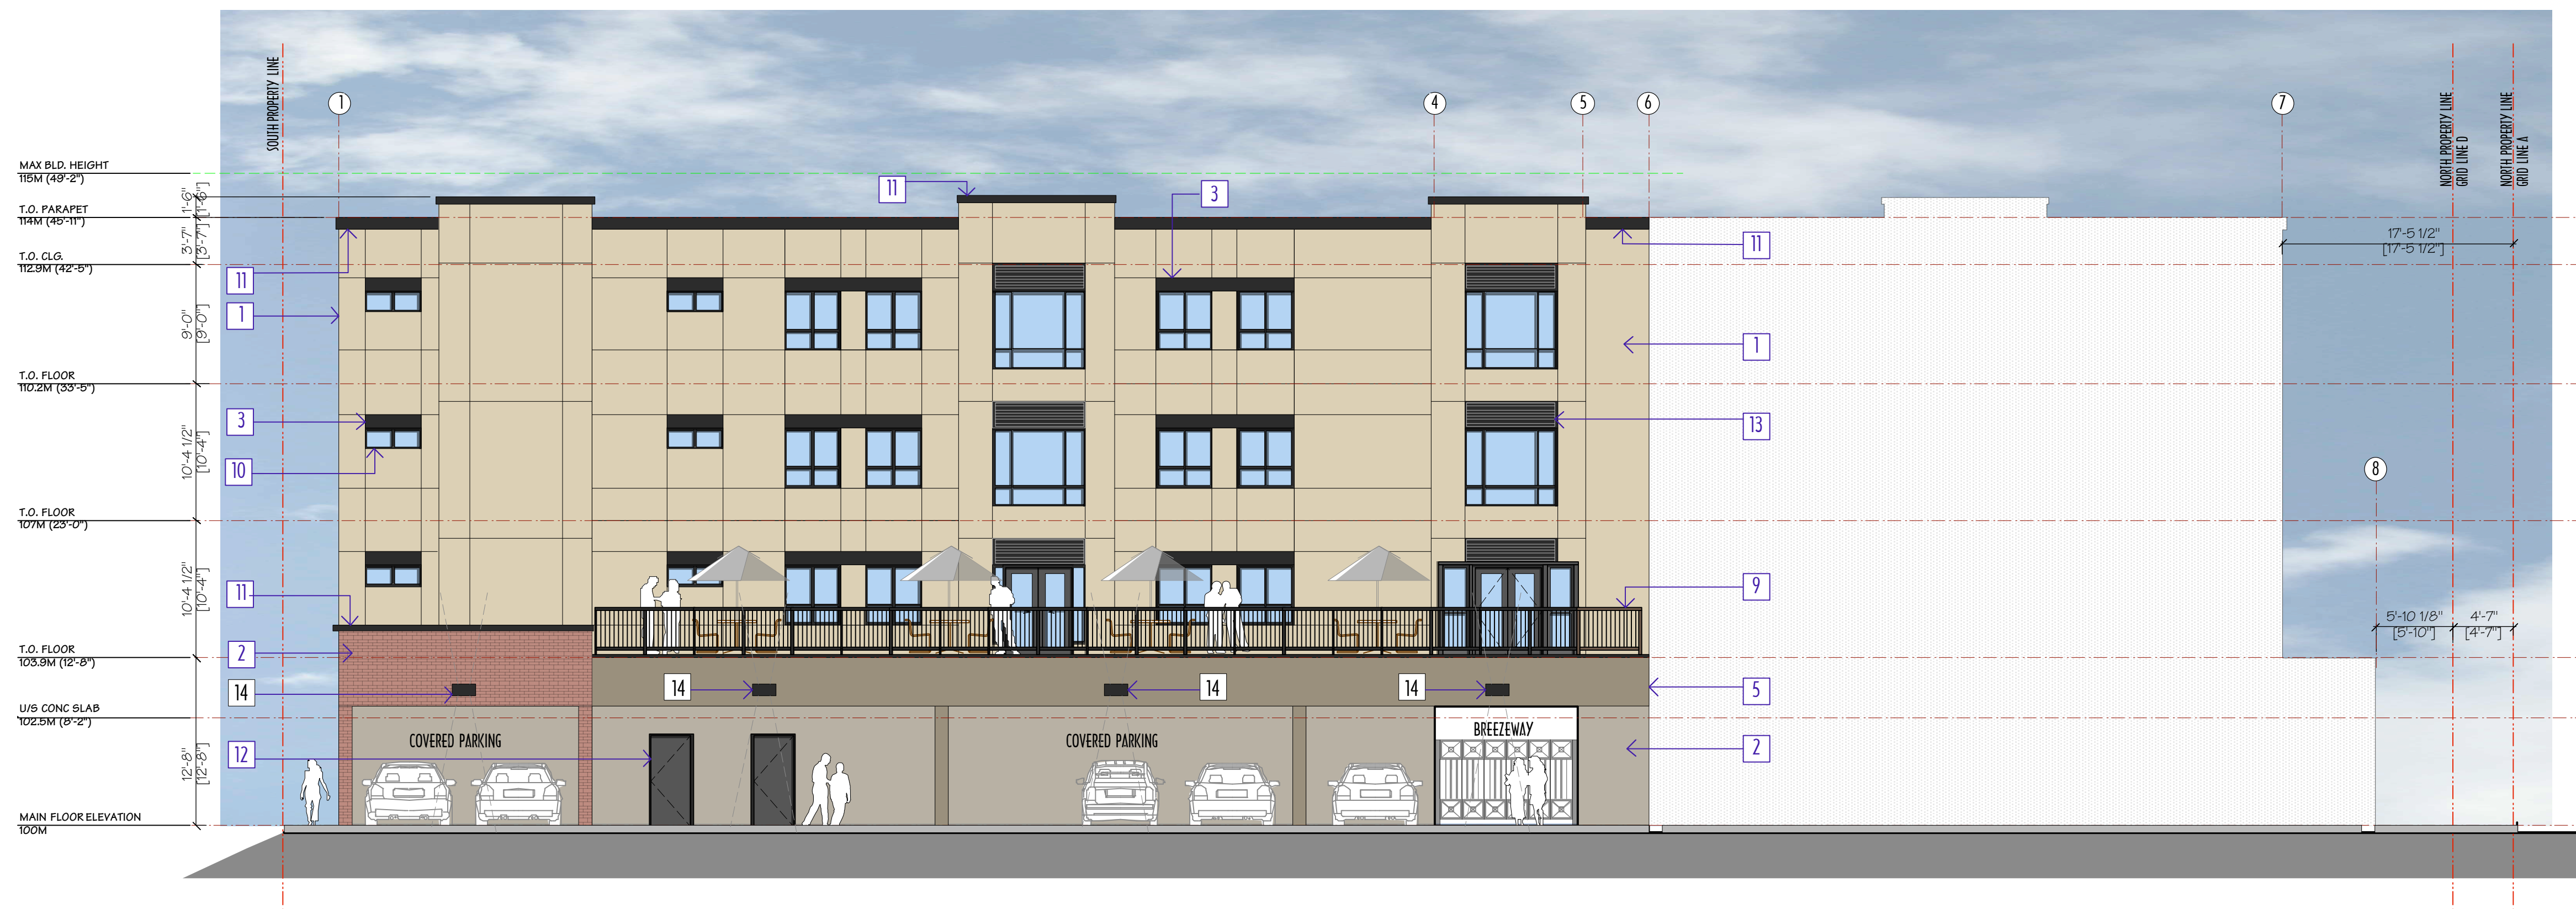 SOUTH PROPERTY LINE
1
4
5
6
7
NORTH PROPERTY LINE
GRID LINE D
NORTH PROPERTY LINE
GRID LINE A
MAX BLD. HEIGHT
115M (49'-2")
1'-6"
[1'-6"]
11
3
T.O. PARAPET
114M (45'-11")
3'-7"
[3'-7"]
17'-5 1/2"
[17'-5 1/2"]
11
T.O. CLG.
112.9M (42'-5")
11
1
9'-0"
[9'-0"]
1
T.O. FLOOR
110.2M (33'-5")
3
13
10'-4 1/2"
[10'-4"]
10
8
T.O. FLOOR
107M (23'-0")
10'-4 1/2"
[10'-4"]
11
9
5'-10 1/8"
[5'-10"]
4'-7"
[4'-7"]
2
T.O. FLOOR
103.9M (12'-8")
14
14
14
14
5
U/S CONC SLAB
102.5M (8'-2")
BREEZEWAY
COVERED PARKING
COVERED PARKING
12
2
12'-8"
[12'-8"]
MAIN FLOOR ELEVATION
100M